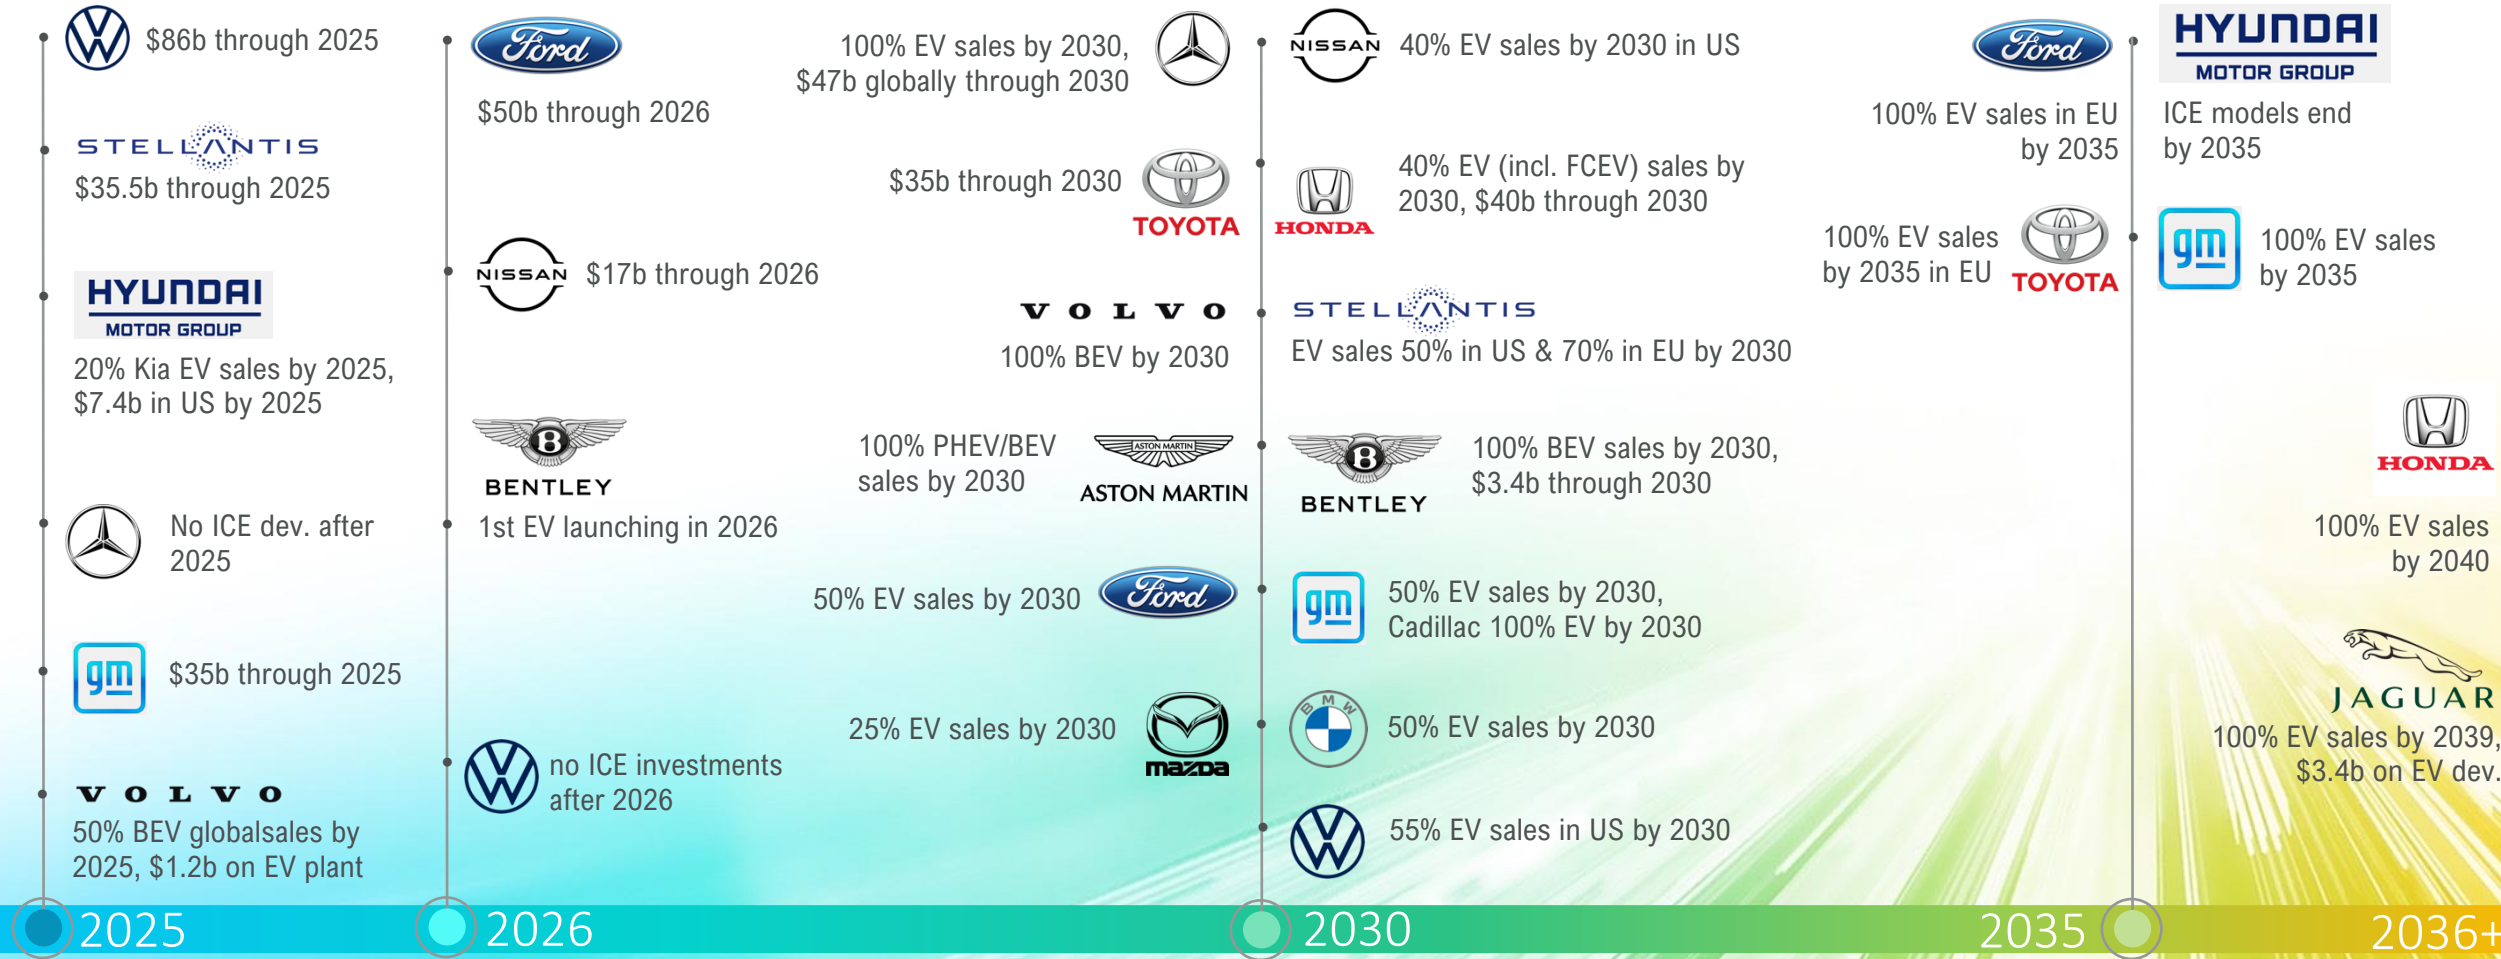 $86b through 2025
STELLANTIS
$35.5b through 2025
HYUNDAI
MOTOR GROUP
20% Kia EV sales by 2025,
$7.4b in US by 2025
No ICE dev. after
2025
gm
$35b through 2025
VOLVO
50% BEV globalsales by
2025, $1.2b on EV plant
2025
Ford
$50b through 2026
NISSAN
$17b through 2026
B
BENTLEY
1st EV launching in 2026
no ICE investments
after 2026
2026
100% EV sales by 2030,
$47b globally through 2030
$35b through 2030
TOYOTA
VOLVO
100% BEV by 2030
100% PHEV/BEV
sales by 2030
ASTON MARTIN
ASTON MARTIN
50% EV sales by 2030
Ford
25% EV sales by 2030
mazda
NISSAN
40% EV sales by 2030 in US
HONDA
40% EV (incl. FCEV) sales by
2030, $40b through 2030
STELLANTIS
EV sales 50% in US & 70% in EU by 2030
B
BENTLEY
100% BEV sales by 2030,
$3.4b through 2030
gm
50% EV sales by 2030,
Cadillac 100% EV by 2030
BMW
50% EV sales by 2030
55% EV sales in US by 2030
2030
Ford
100% EV sales in EU
by 2035
100% EV sales
by 2035 in EU
TOYOTA
HYUNDAI
MOTOR GROUP
ICE models end
by 2035
gm
100% EV sales
by 2035
2035
HONDA
100% EV sales
by 2040
JAGUAR
100% EV sales by 2039,
$3.4b on EV dev.
2036+